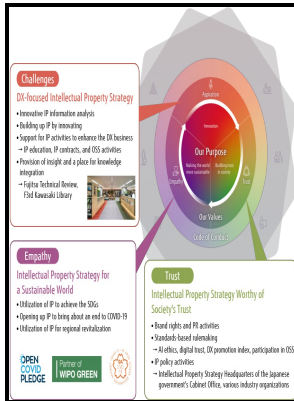 Challenges
DX-focused Intellectual Property Strategy
• Innovative IP information analysis
• Building up IP by innovating
• Support for IP activities to enhance the DX business
→ IP education, IP contracts, and OSS activities
• Provision of insight and a place for knowledge
integration
→ Fujitsu Technical Review,
F3rd Kawasaki Library
Aspiration
Innovation
Our Purpose
Making the world
more sustainable
Building trust
in society
Empathy
Trust
Our Values
Code of Conduct
Empathy
Intellectual Property Strategy for
a Sustainable World
• Utilization of IP to achieve the SDGs
• Opening up IP to bring about an end to COVID-19
• Utilization of IP for regional revitalization
OPEN
COVID
PLEDGE
Partner of
WIPO GREEN
Trust
Intellectual Property Strategy Worthy of
Society's Trust
• Brand rights and PR activities
• Standards-based rulemaking
→ AI ethics, digital trust, DX promotion index, participation in OSS
• IP policy activities
→ Intellectual Property Strategy Headquarters of the Japanese
government's Cabinet Office, various industry organizations